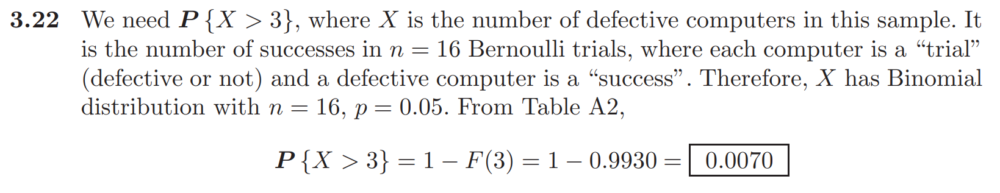 3.22 We need P {X > 3}, where X is the number of defective computers in this sample. It
is the number of successes in n = 16 Bernoulli trials, where each computer is a “trial”
(defective or not) and a defective computer is a “success”. Therefore, X has Binomial
distribution with n = 16, p = 0.05. From Table A2,
P {X > 3} = 1 − F(3) = 1 − 0.9930 = 0.0070